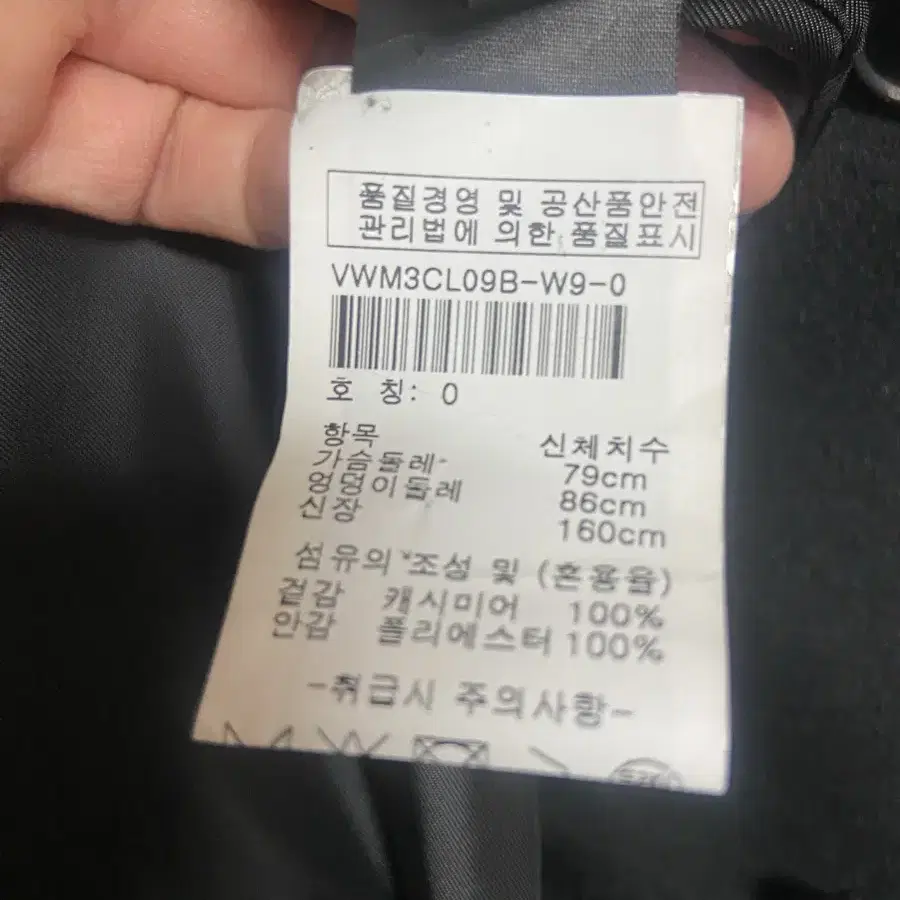 품질경영 및 공산품안전
관리법에 의한 품질표시
VWM3CL09B-W9-0
호 칭: 0
항목 신체치수
가슴둘레 79cm
엉덩이둘레 86cm
신장 160cm
섬유의 조성 및 (혼용율)
겉감 캐시미어 100%
안감 폴리에스터 100%
-취급시 주의사항-